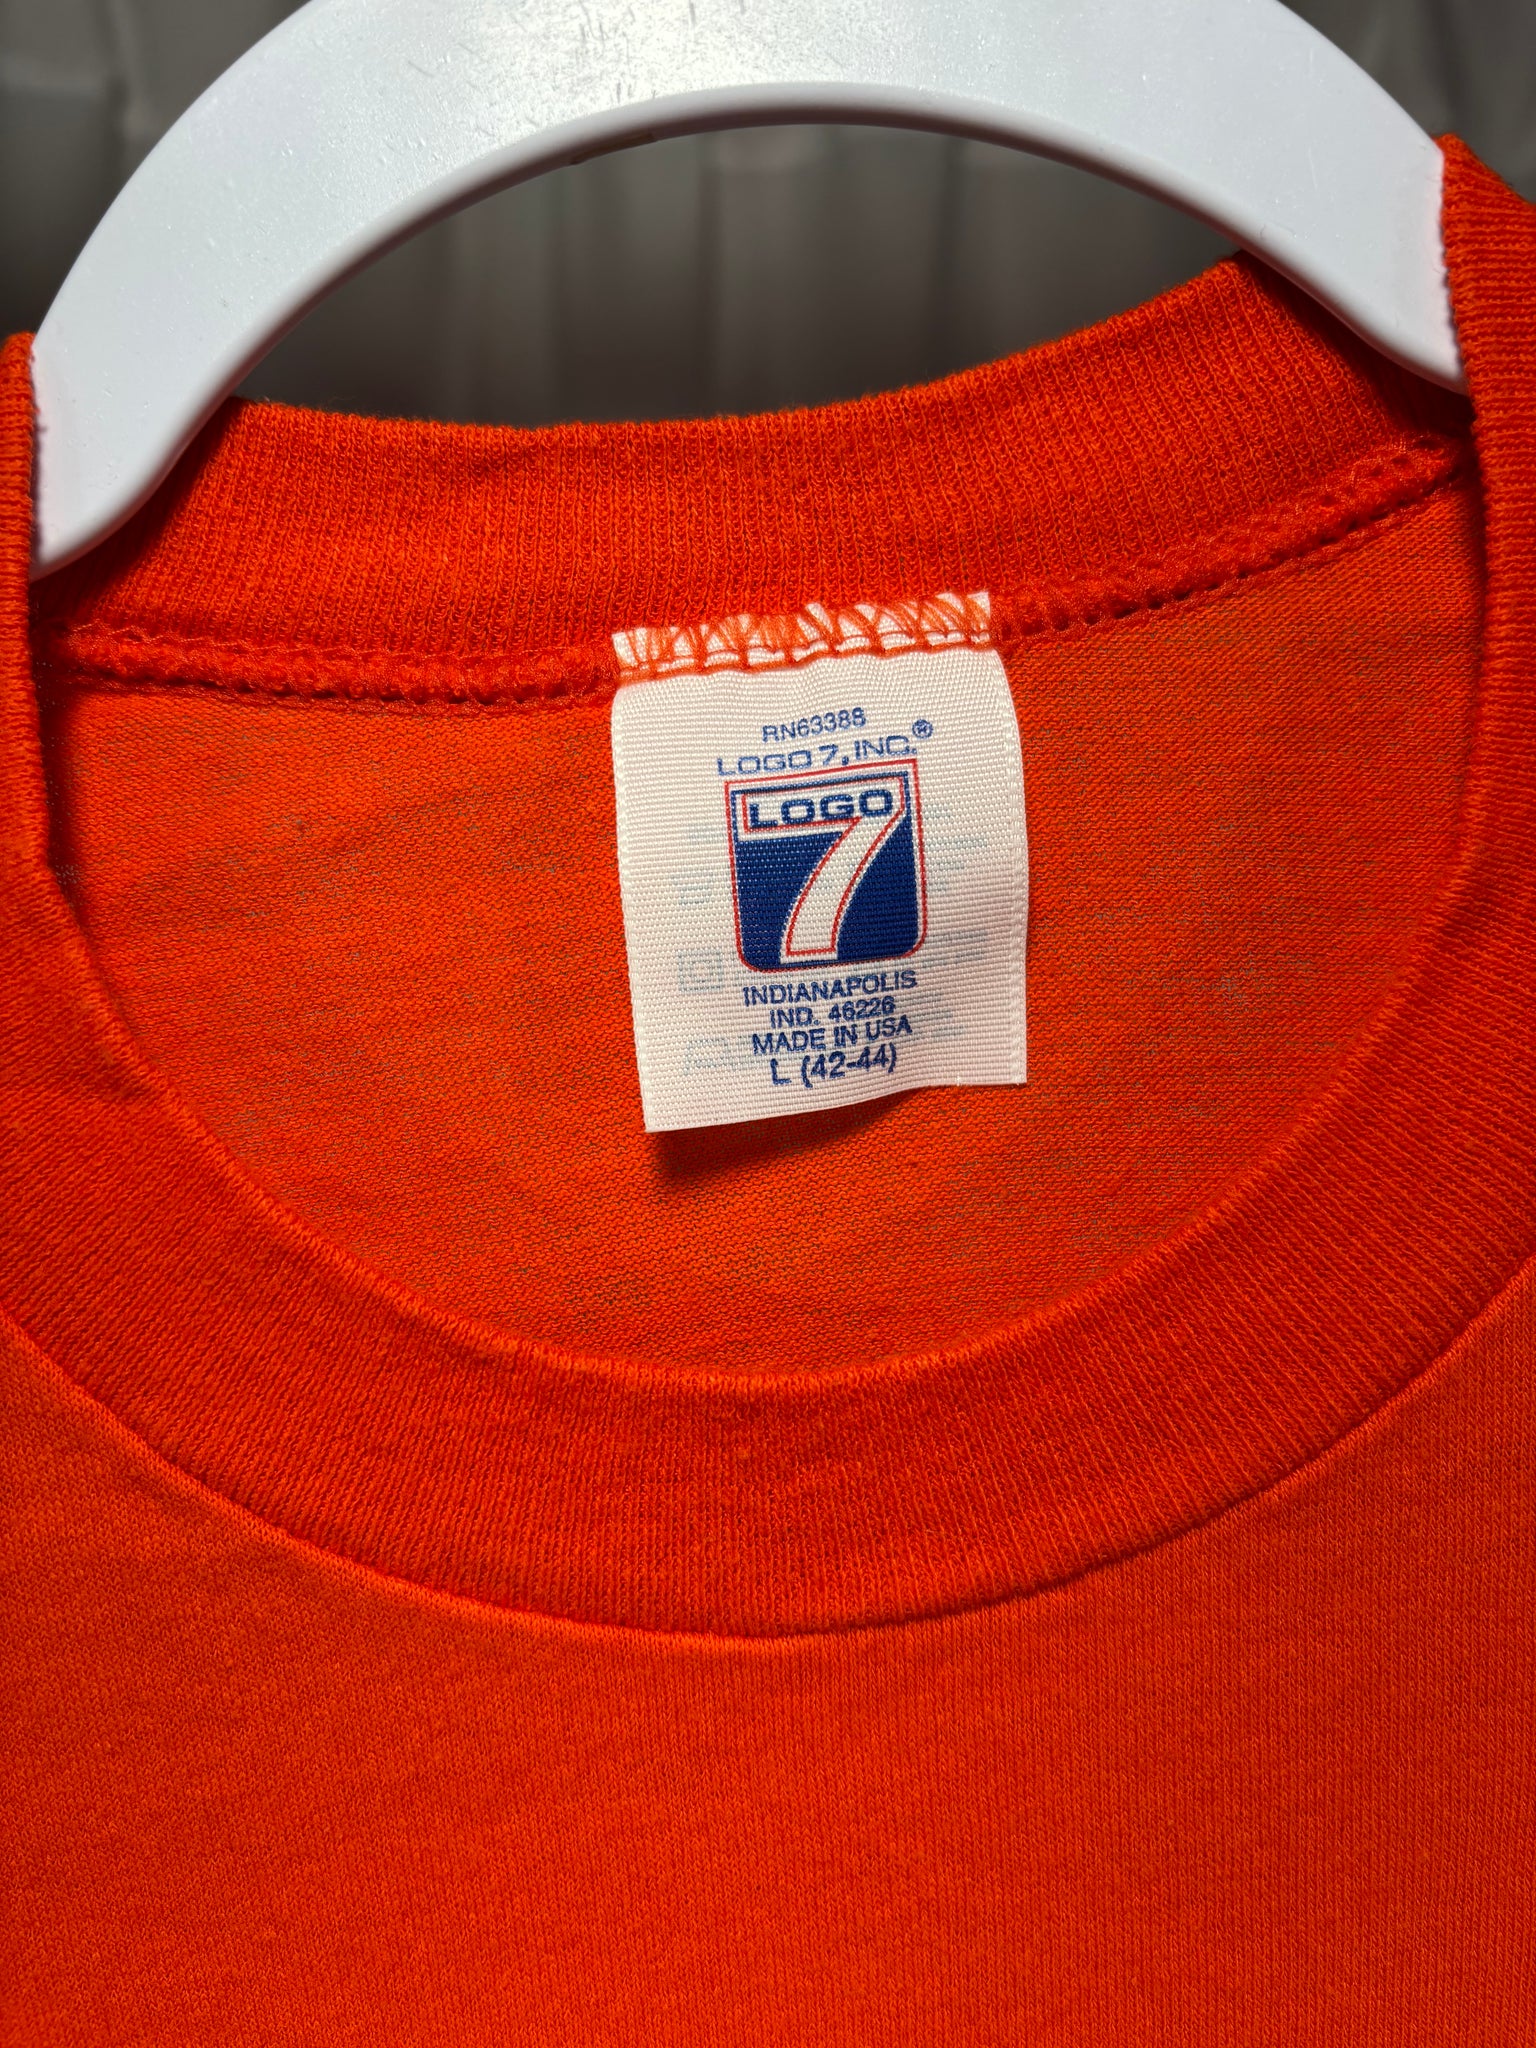 RN63388
LOGO 7, INC.®
LOGO
7
INDIANAPOLIS
IND. 46226
MADE IN USA
L (42-44)